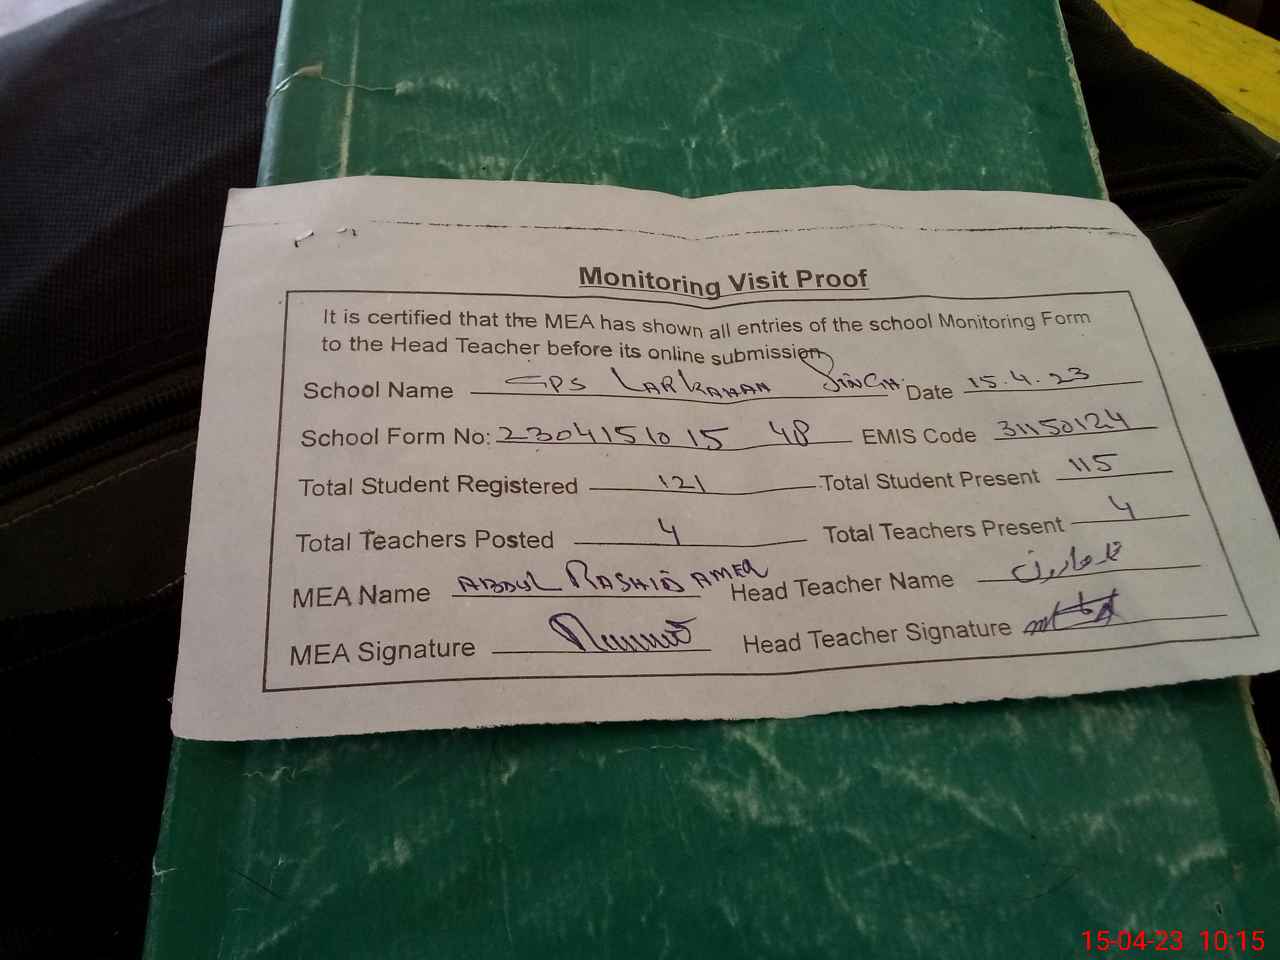 Monitoring Visit Proof
It is certified that the MEA has shown all entries of the school Monitoring Form
to the Head Teacher before its online submission
School Name GPS LARKAHAN SINGH Date 15.4.23
School Form No: 2304151015 48 EMIS Code 31150124
Total Student Registered 121 Total Student Present 115
Total Teachers Posted 4 Total Teachers Present 4
MEA Name ABDUL RASHID AMER Head Teacher Name
MEA Signature Head Teacher Signature
15-04-23 10:15